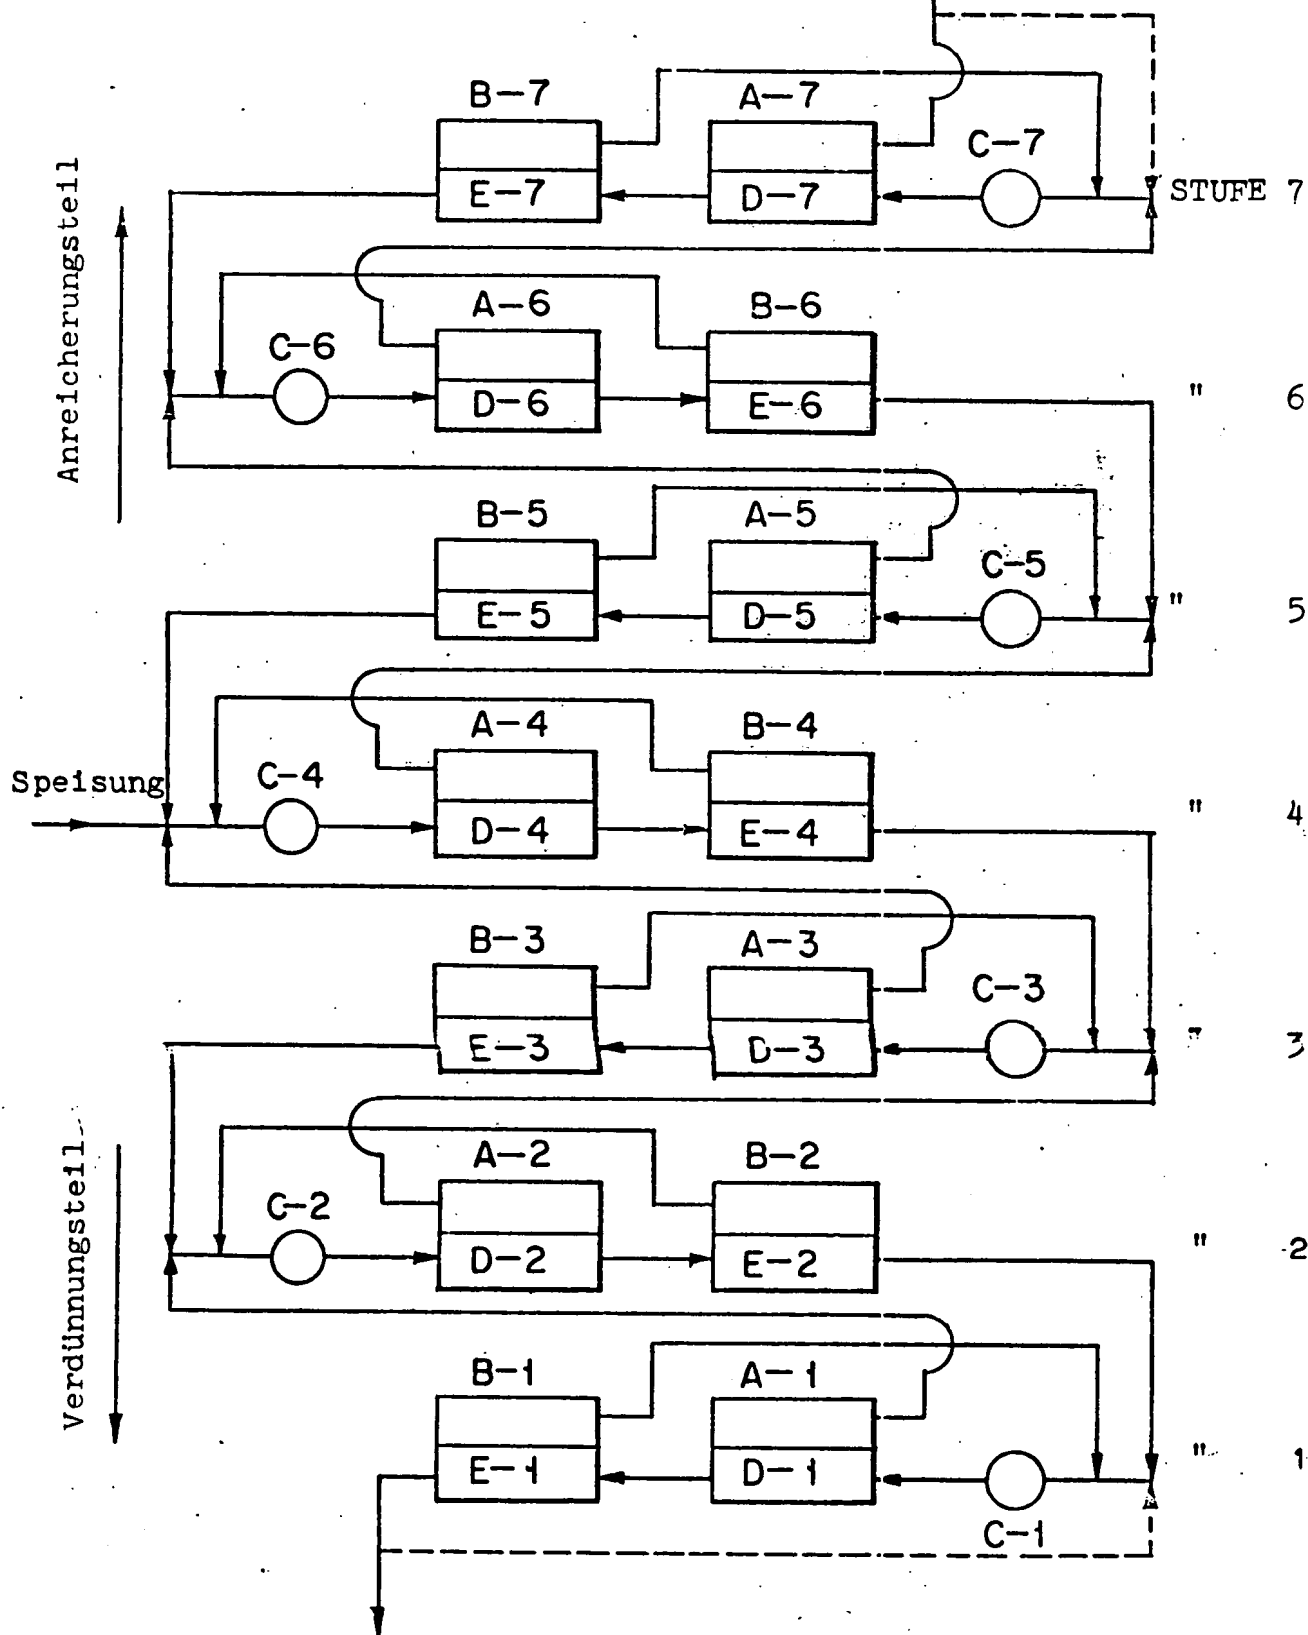 B-7 A-7
C-7
E-7 D-7 STUFE 7
Anreicherungsteil
A-6 B-6
C-6
D-6 E-6 " 6
B-5 A-5
C-5
E-5 D-5 " 5
A-4 B-4
Speisung C-4
D-4 E-4 " 4
B-3 A-3
C-3
E-3 D-3 " 3
Verdünnungsteil
A-2 B-2
C-2
D-2 E-2 " 2
B-1 A-1
E-1 D-1 " 1
C-1